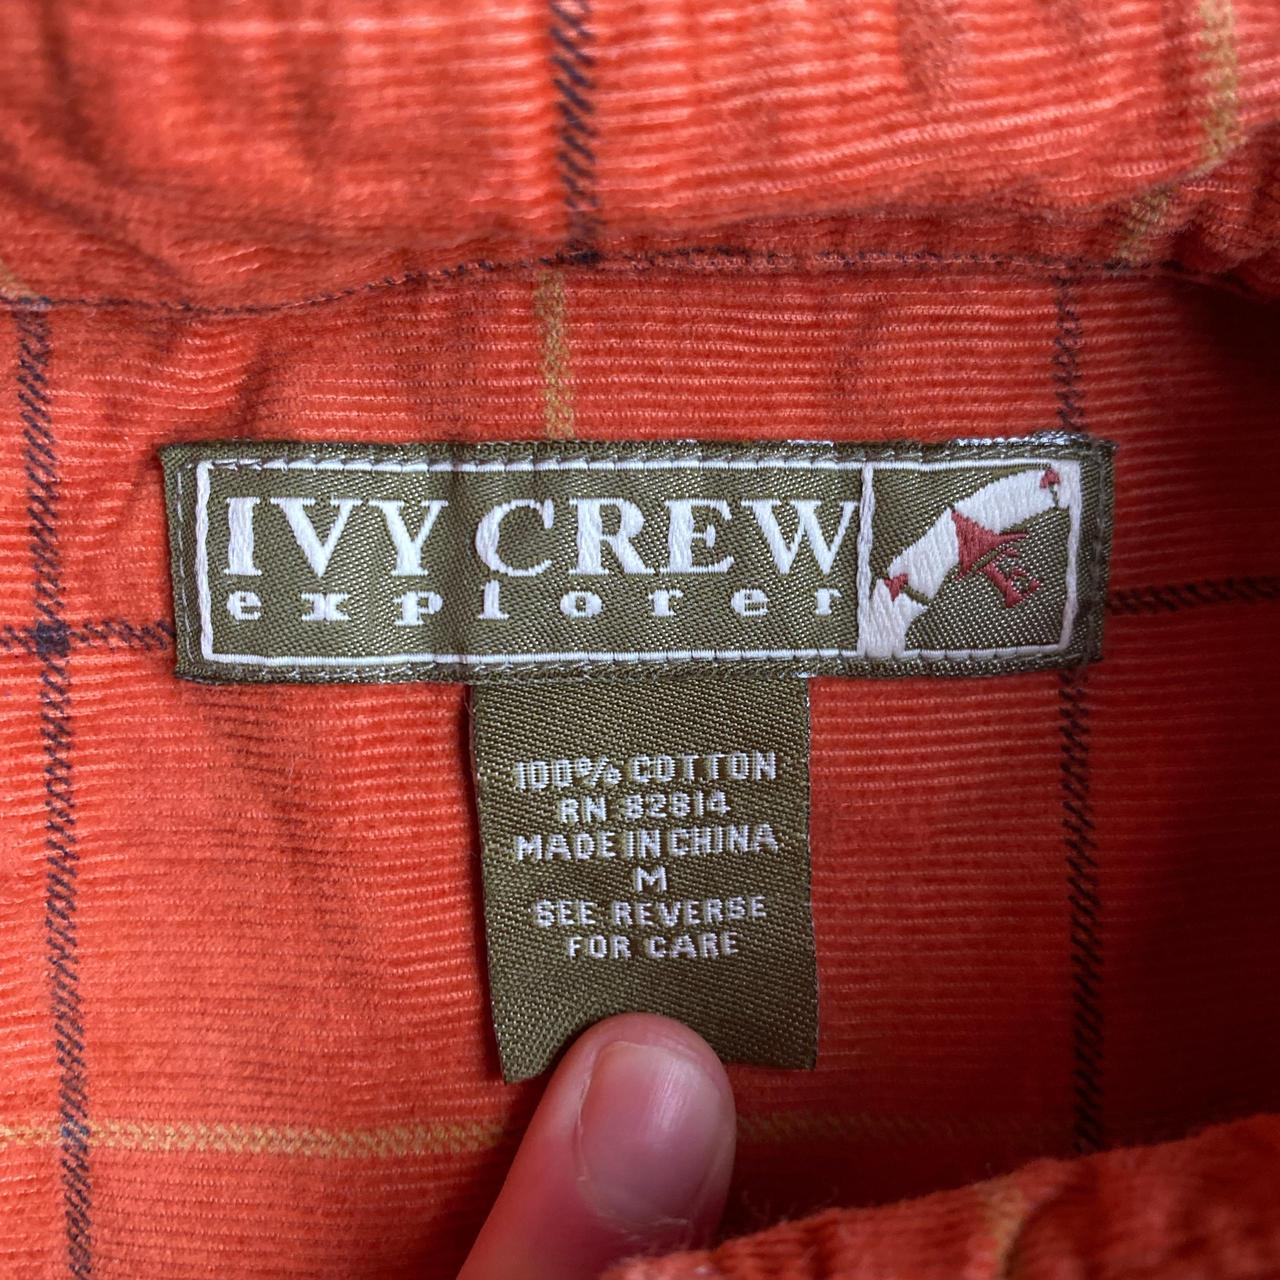 IVY CREW
explorer
100% COTTON
RN 82814
MADE IN CHINA
M
SEE REVERSE
FOR CARE